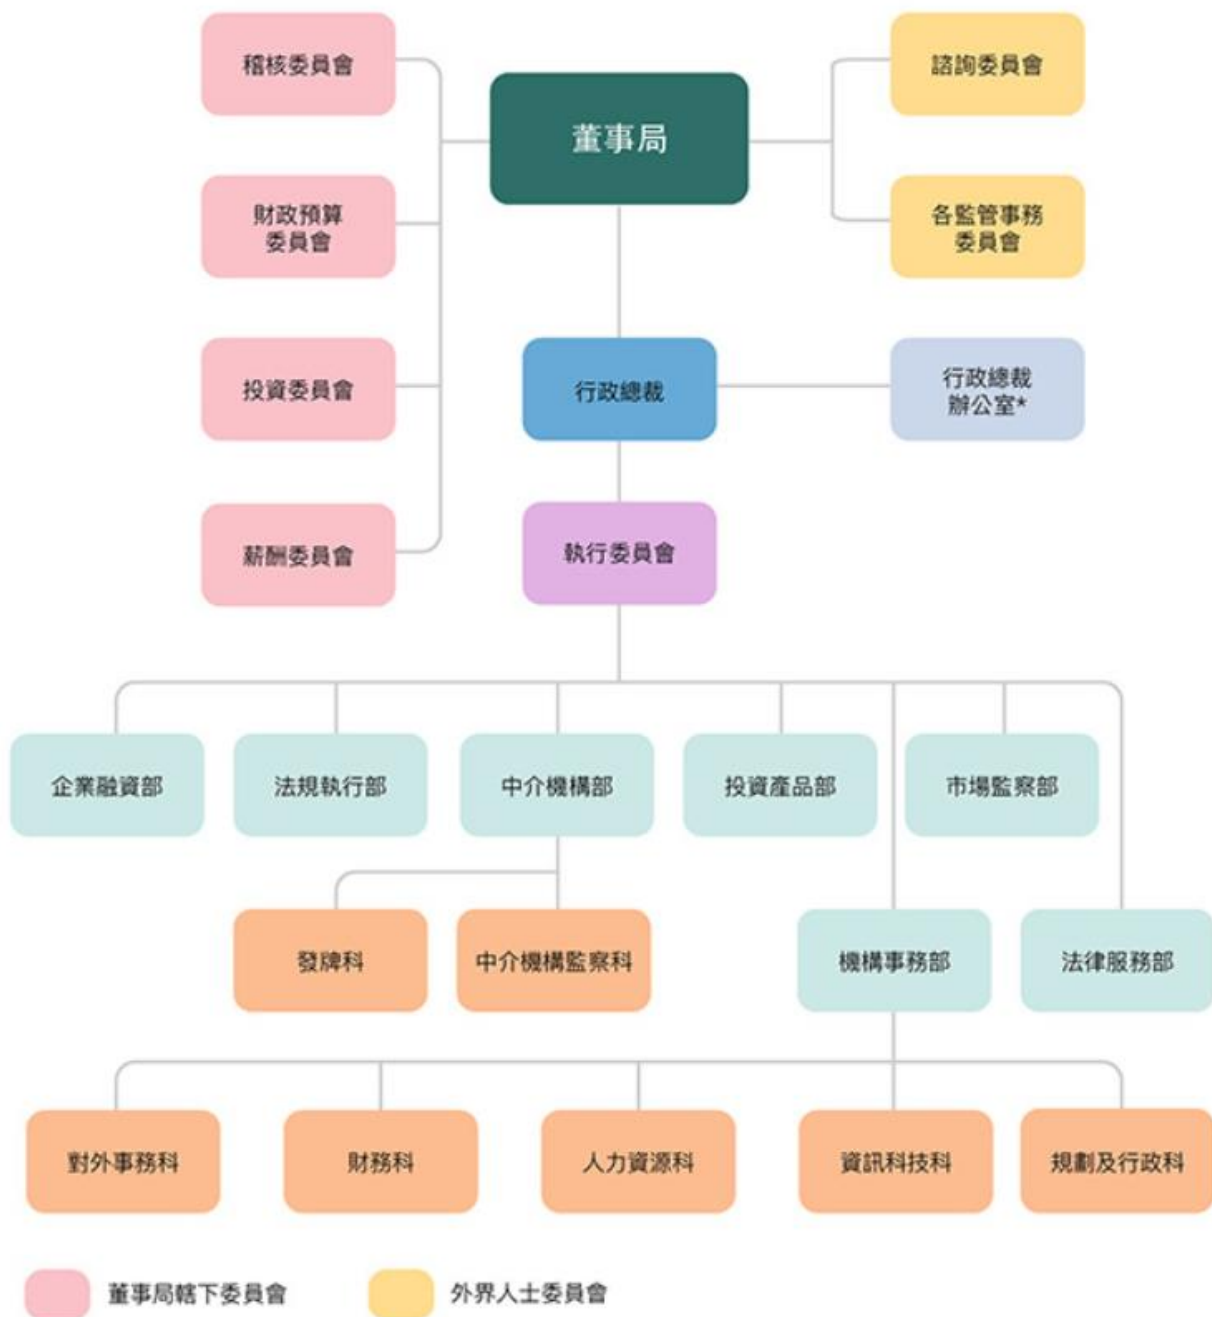 稽核委員會
董事局
諮詢委員會
財政預算
委員會
各監管事務
委員會
投資委員會
行政總裁
行政總裁
辦公室*
薪酬委員會
執行委員會
企業融資部
法規執行部
中介機構部
投資產品部
市場監察部
發牌科
中介機構監察科
機構事務部
法律服務部
對外事務科
財務科
人力資源科
資訊科技科
規劃及行政科
董事局轄下委員會
外界人士委員會